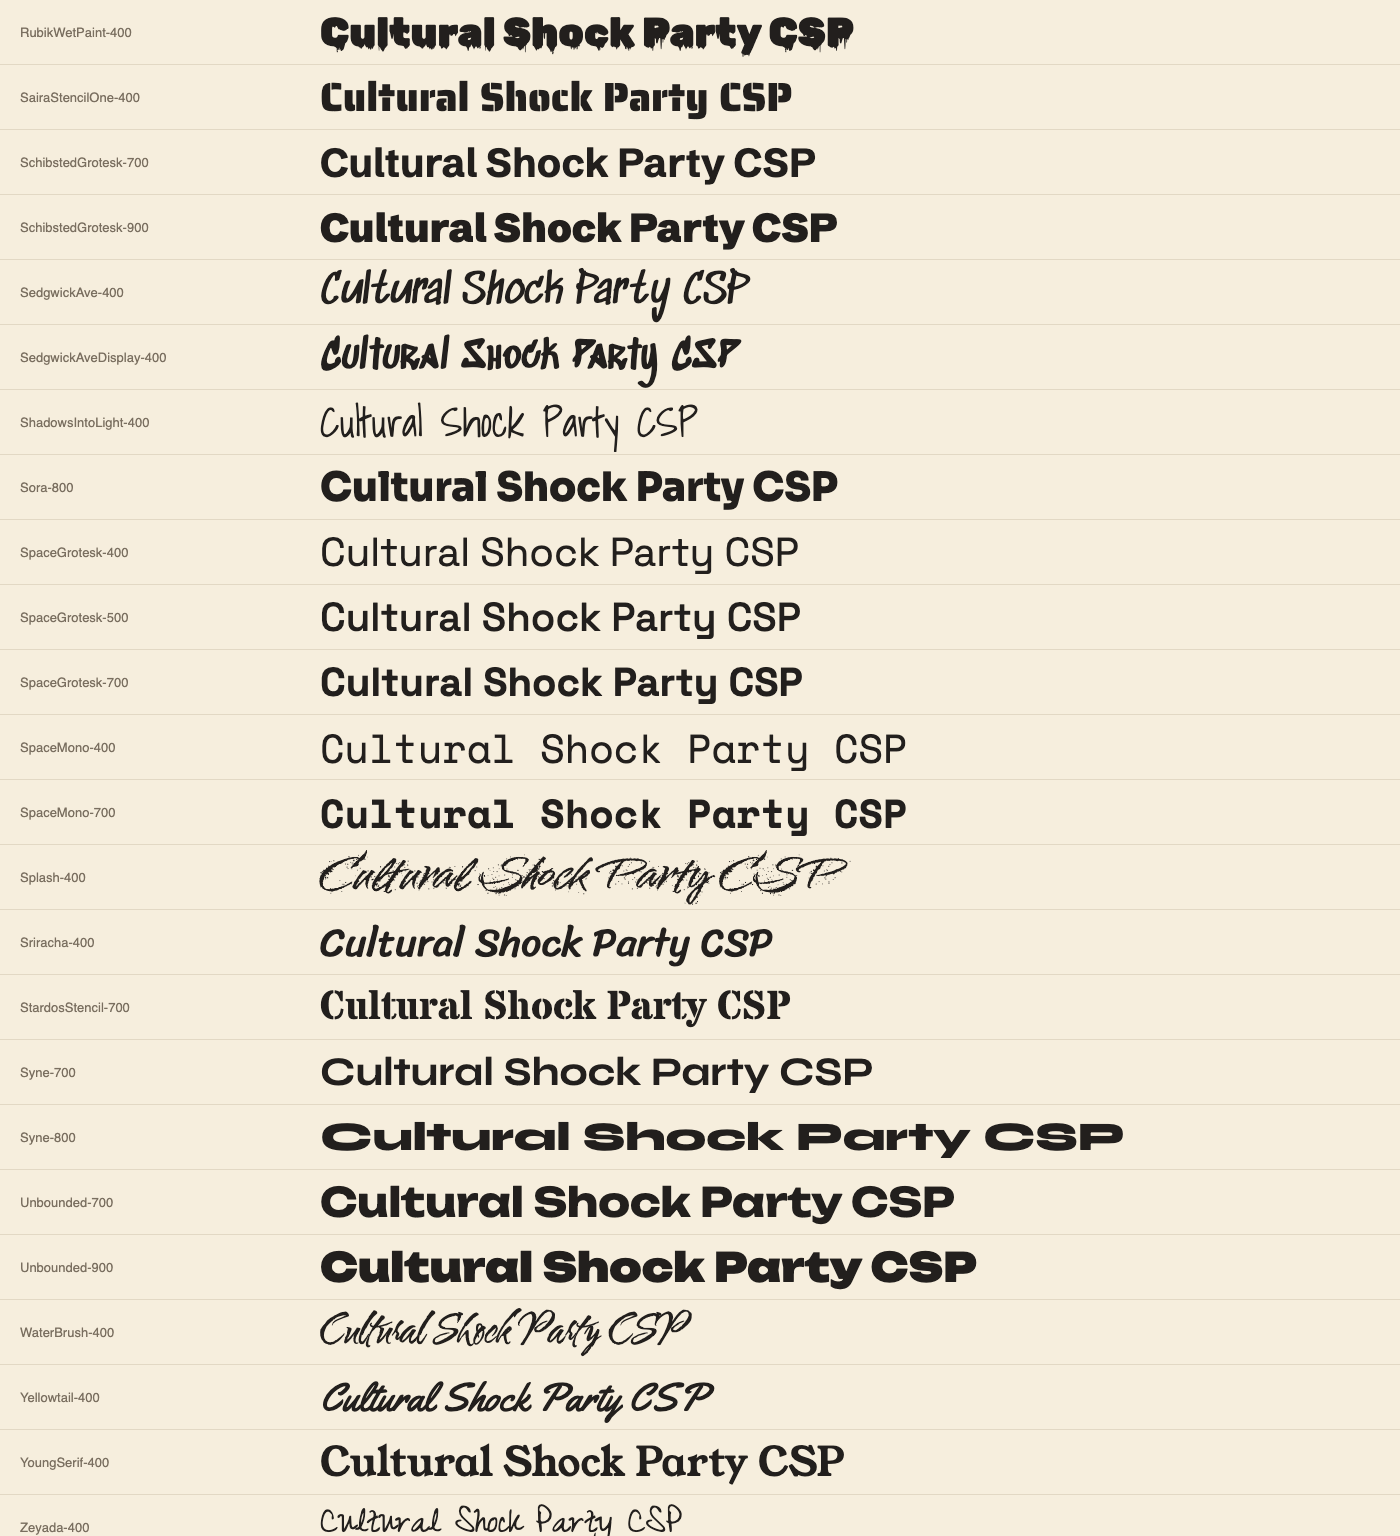 RubikWetPaint-400 Cultural Shock Party CSP
SairaStencilOne-400 Cultural Shock Party CSP
SchibstedGrotesk-700 Cultural Shock Party CSP
SchibstedGrotesk-900 Cultural Shock Party CSP
SedgwickAve-400 Cultural Shock Party CSP
SedgwickAveDisplay-400 Cultural Shock Party CSP
ShadowsIntoLight-400 Cultural Shock Party CSP
Sora-800 Cultural Shock Party CSP
SpaceGrotesk-400 Cultural Shock Party CSP
SpaceGrotesk-500 Cultural Shock Party CSP
SpaceGrotesk-700 Cultural Shock Party CSP
SpaceMono-400 Cultural Shock Party CSP
SpaceMono-700 Cultural Shock Party CSP
Splash-400 Cultural Shock Party CSP
Sriracha-400 Cultural Shock Party CSP
StardosStencil-700 Cultural Shock Party CSP
Syne-700 Cultural Shock Party CSP
Syne-800 Cultural Shock Party CSP
Unbounded-700 Cultural Shock Party CSP
Unbounded-900 Cultural Shock Party CSP
WaterBrush-400 Cultural Shock Party CSP
Yellowtail-400 Cultural Shock Party CSP
YoungSerif-400 Cultural Shock Party CSP
Zeyada-400 Cultural Shock Party CSP